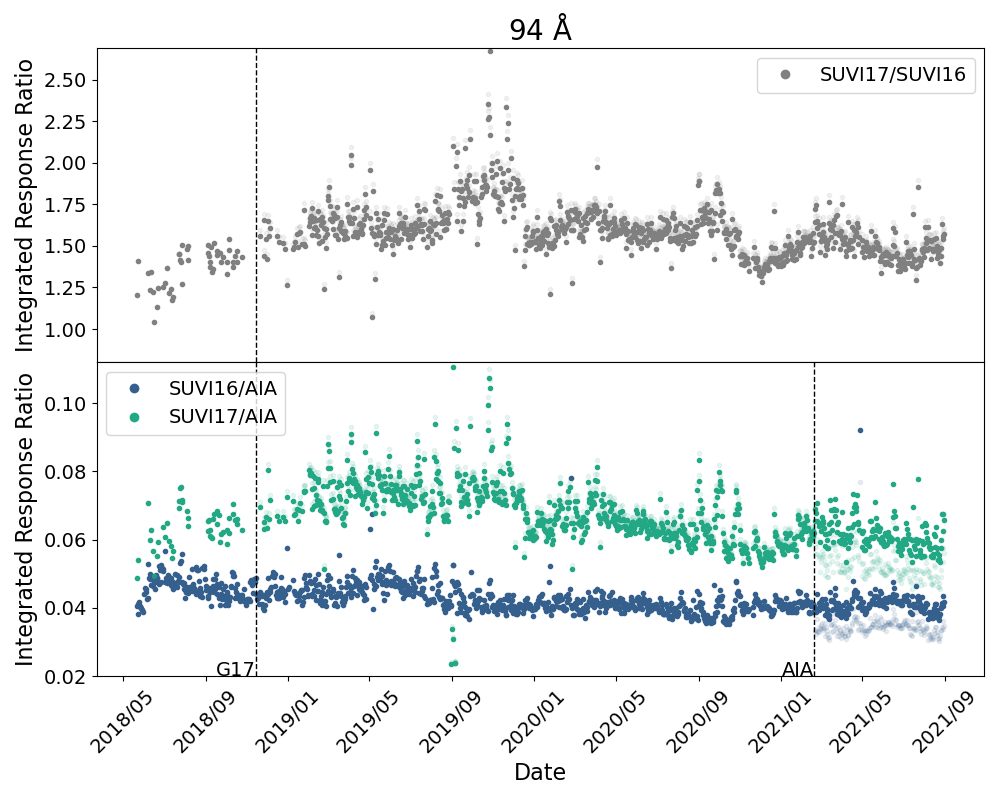 94 Å
Integrated Response Ratio
2.50
2.25
2.00
1.75
1.50
1.25
1.00
SUVI17/SUVI16
Integrated Response Ratio
0.10
0.08
0.06
0.04
0.02
SUVI16/AIA
SUVI17/AIA
G17
AIA
2018/05
2018/09
2019/01
2019/05
2019/09
2020/01
2020/05
2020/09
2021/01
2021/05
2021/09
Date